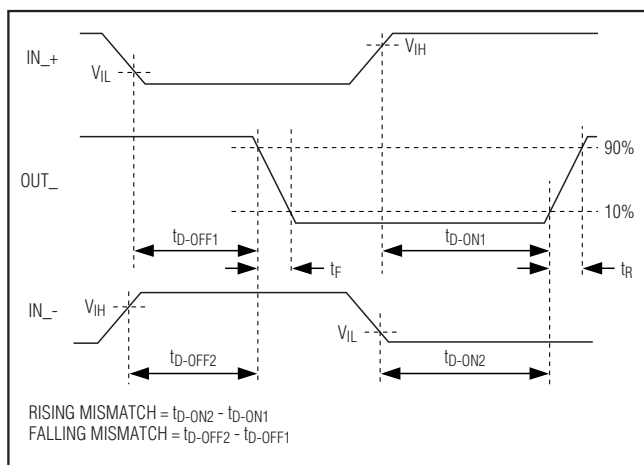 IN_+
VIL
VIH
90%
OUT_
10%
tD-OFF1
tD-ON1
tF
tR
VIH
IN_-
VIL
tD-OFF2
tD-ON2
RISING MISMATCH = tD-ON2 - tD-ON1
FALLING MISMATCH = tD-OFF2 - tD-OFF1